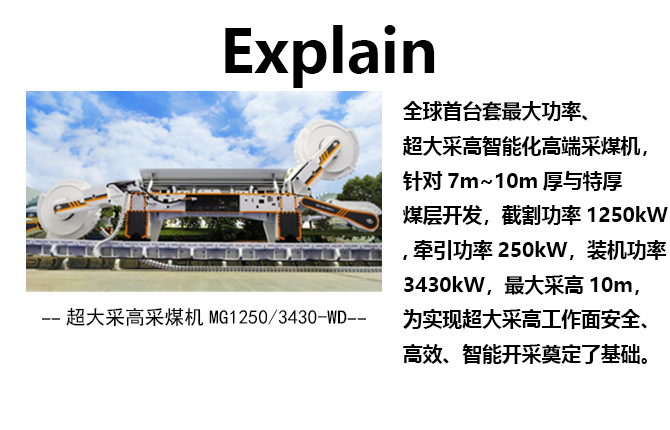 Explain
全球首台套最大功率、
超大采高智能化高端采煤机，
针对 7m~10m 厚与特厚
煤层开发，截割功率 1250kW
, 牵引功率 250kW，装机功率
3430kW，最大采高 10m，
为实现超大采高工作面安全、
高效、智能开采奠定了基础。
-- 超大采高采煤机 MG1250/3430-WD--